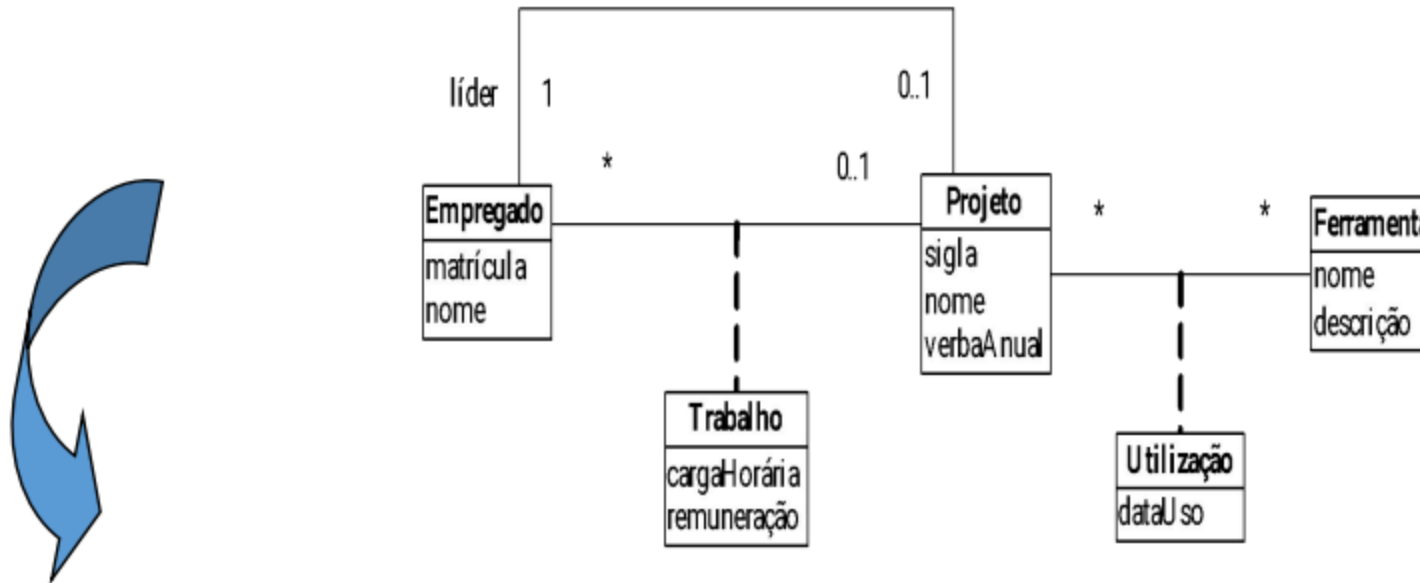 líder 1 0..1
* 0..1
Empregado
matrícula
nome
Projeto
sigla
nome
verbaAnual
* *
Ferramenta
nome
descrição
Trabalho
cargaHorária
remuneração
Utilização
dataUso